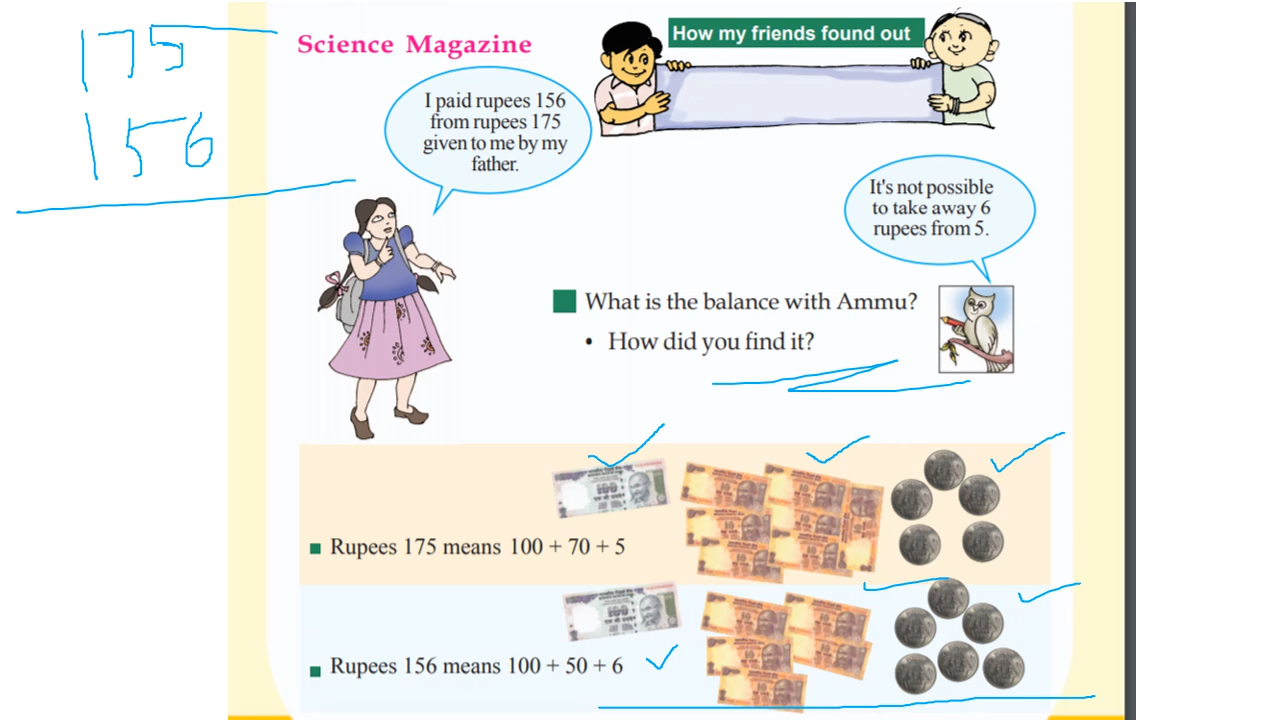 175
156
Science Magazine
How my friends found out
I paid rupees 156
from rupees 175
given to me by my
father.
It's not possible
to take away 6
rupees from 5.
What is the balance with Ammu?
• How did you find it?
Rupees 175 means 100 + 70 + 5
Rupees 156 means 100 + 50 + 6